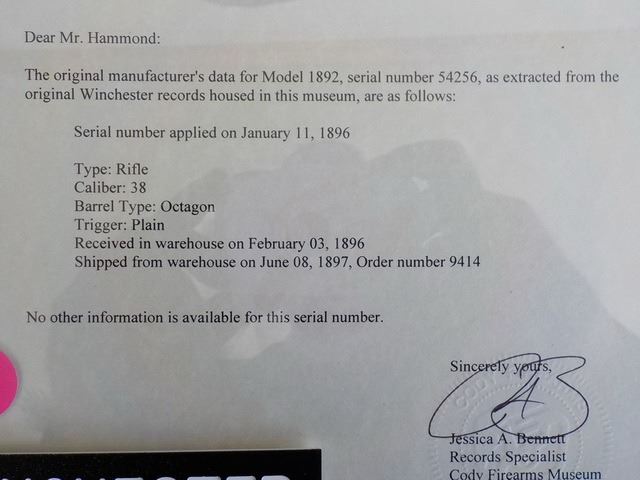 Dear Mr. Hammond:
The original manufacturer's data for Model 1892, serial number 54256, as extracted from the
original Winchester records housed in this museum, are as follows:
Serial number applied on January 11, 1896
Type: Rifle
Caliber: 38
Barrel Type: Octagon
Trigger: Plain
Received in warehouse on February 03, 1896
Shipped from warehouse on June 08, 1897, Order number 9414
No other information is available for this serial number.
Sincerely yours,
Jessica A. Bennett
Records Specialist
Cody Firearms Museum